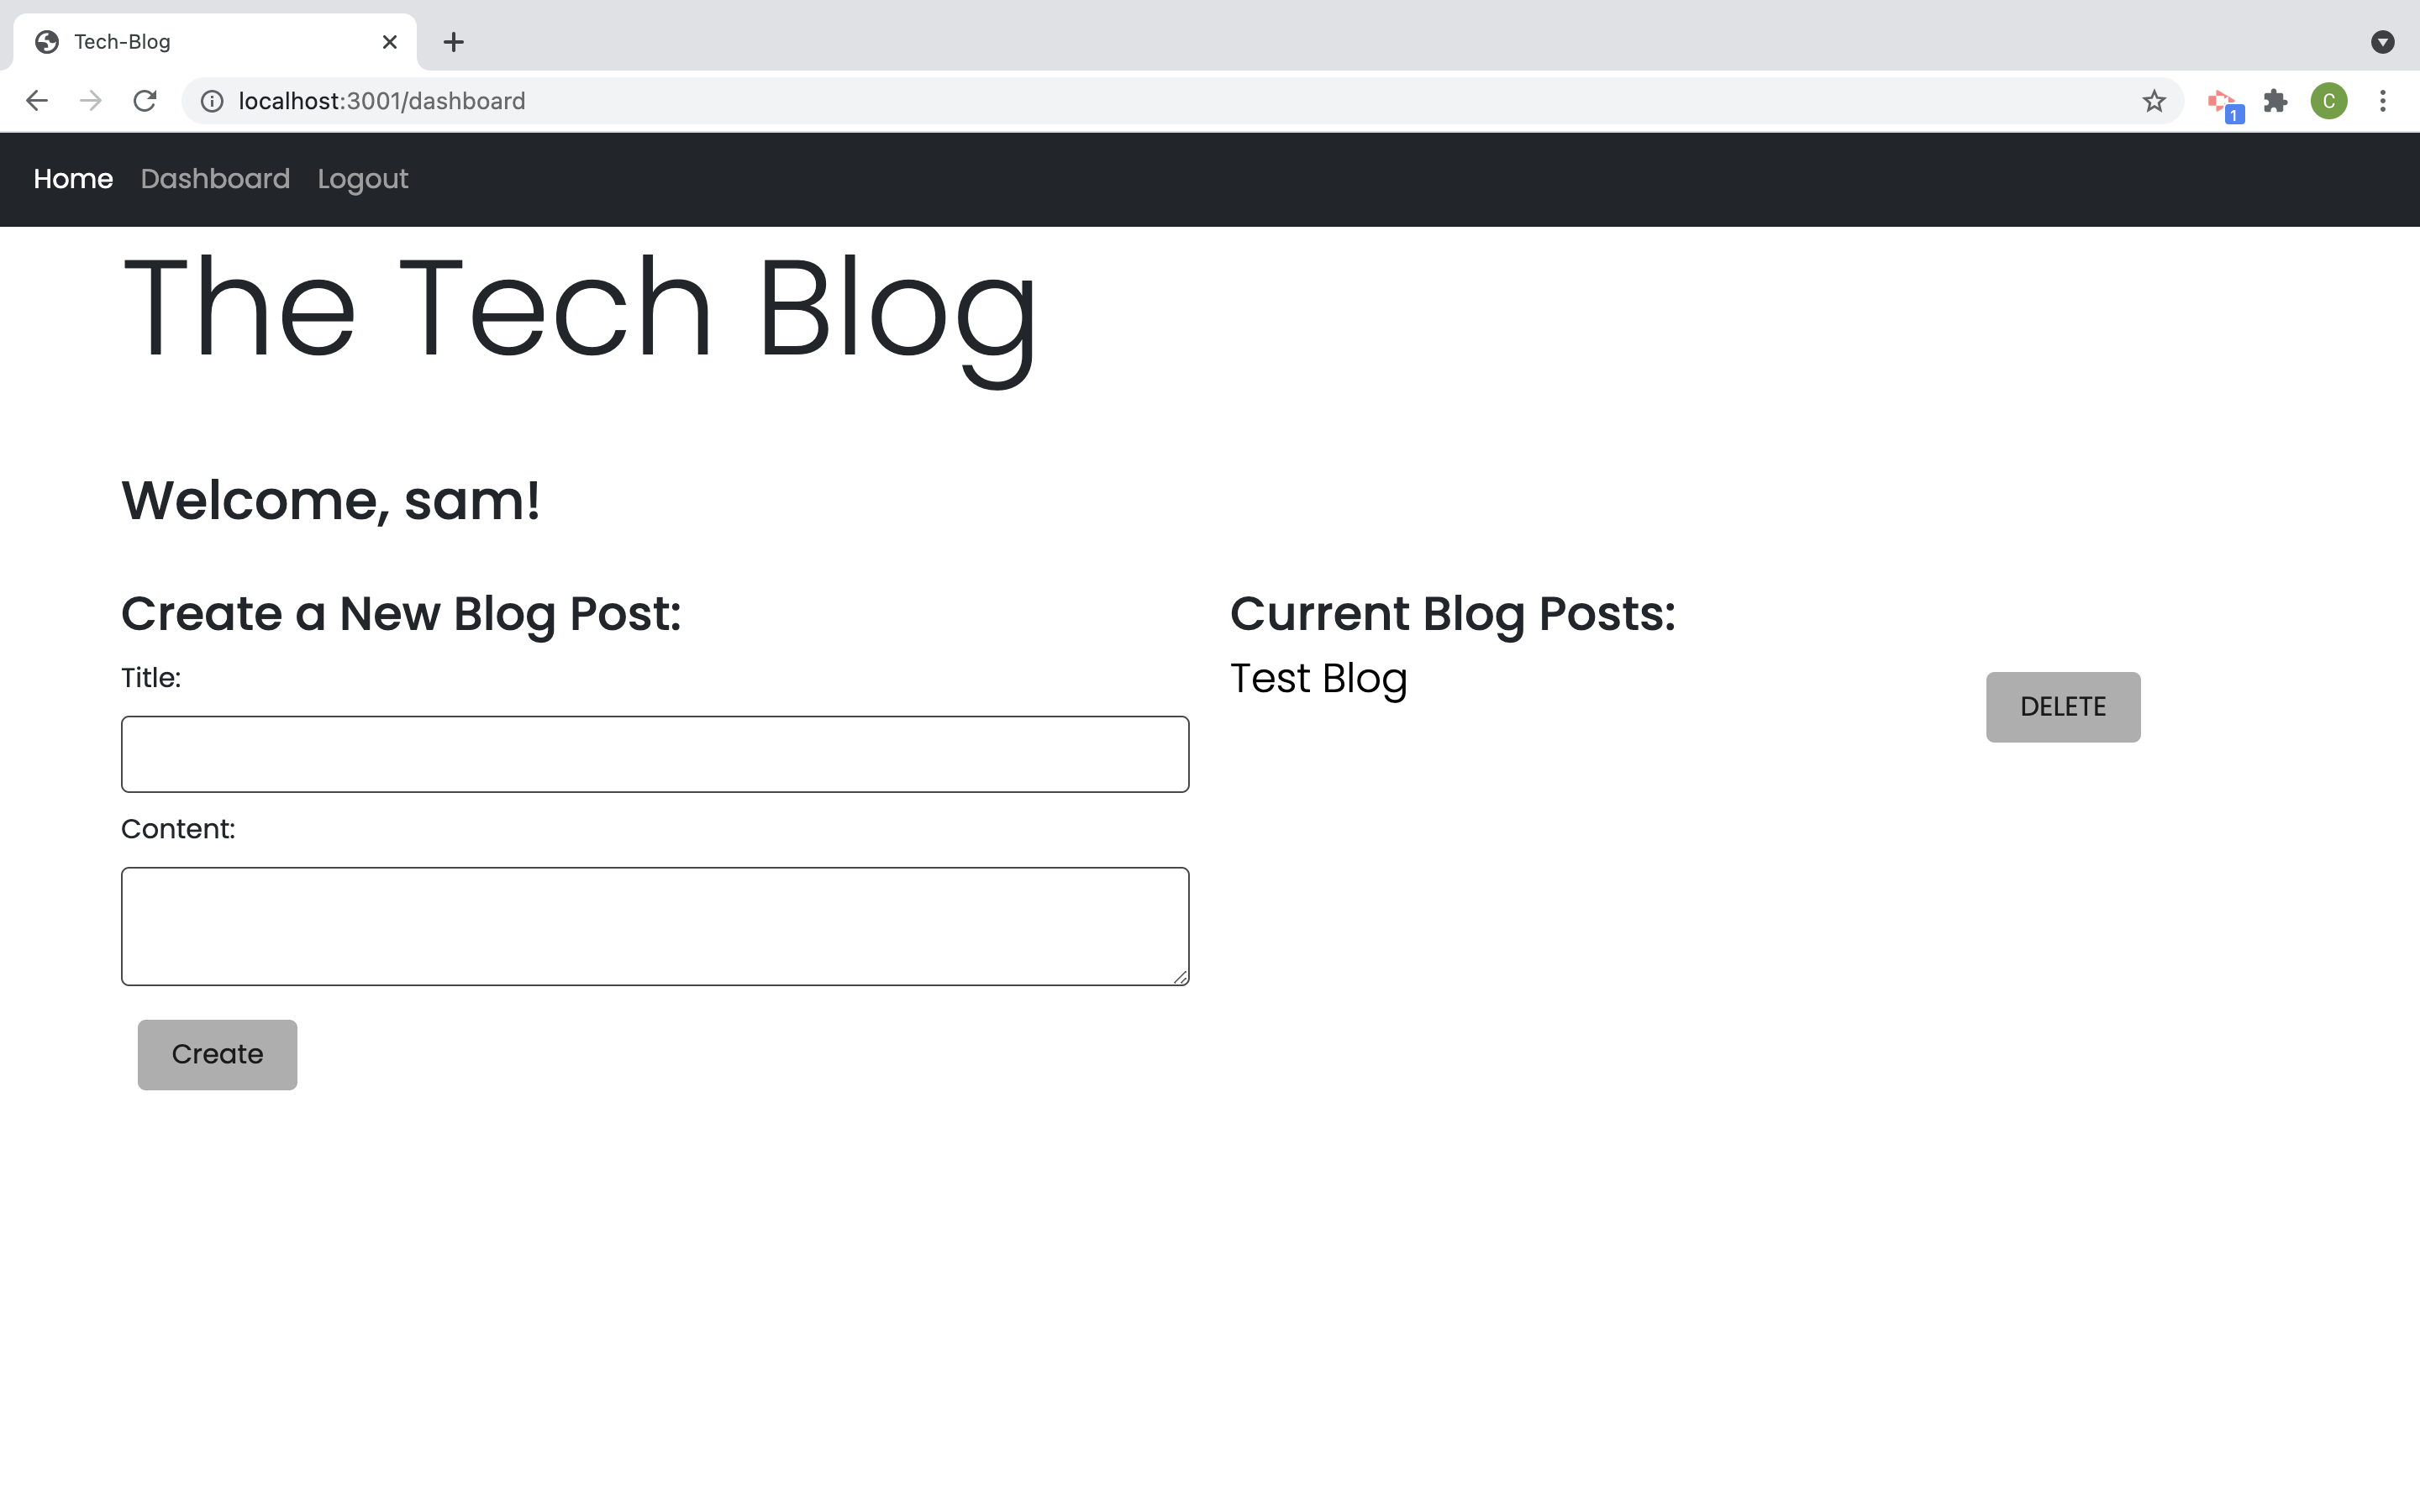 Tech-Blog
localhost:3001/dashboard
1
C
Home Dashboard Logout
The Tech Blog
Welcome, sam!
Create a New Blog Post:
Title:
Content:
Create
Current Blog Posts:
Test Blog
DELETE